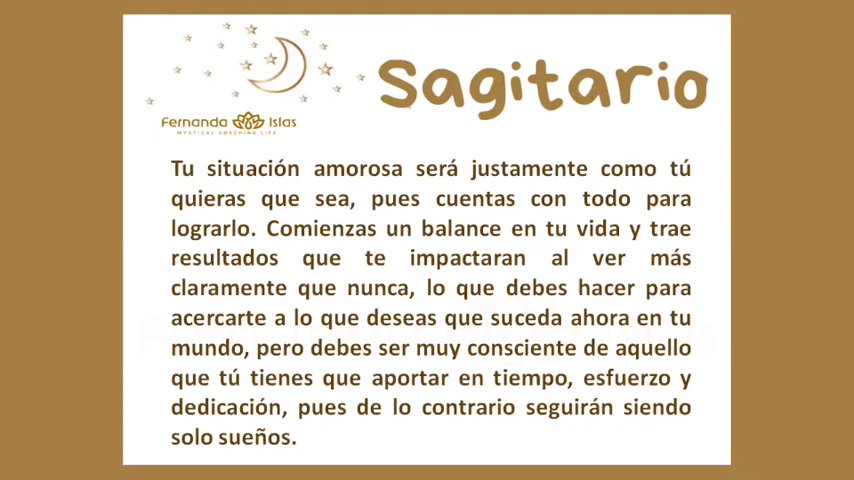 Sagitario
Fernanda Islas
MYSTICAL COACHING LIFE
Tu situación amorosa será justamente como tú
quieras que sea, pues cuentas con todo para
lograrlo. Comienzas un balance en tu vida y trae
resultados que te impactaran al ver más
claramente que nunca, lo que debes hacer para
acercarte a lo que deseas que suceda ahora en tu
mundo, pero debes ser muy consciente de aquello
que tú tienes que aportar en tiempo, esfuerzo y
dedicación, pues de lo contrario seguirán siendo
solo sueños.